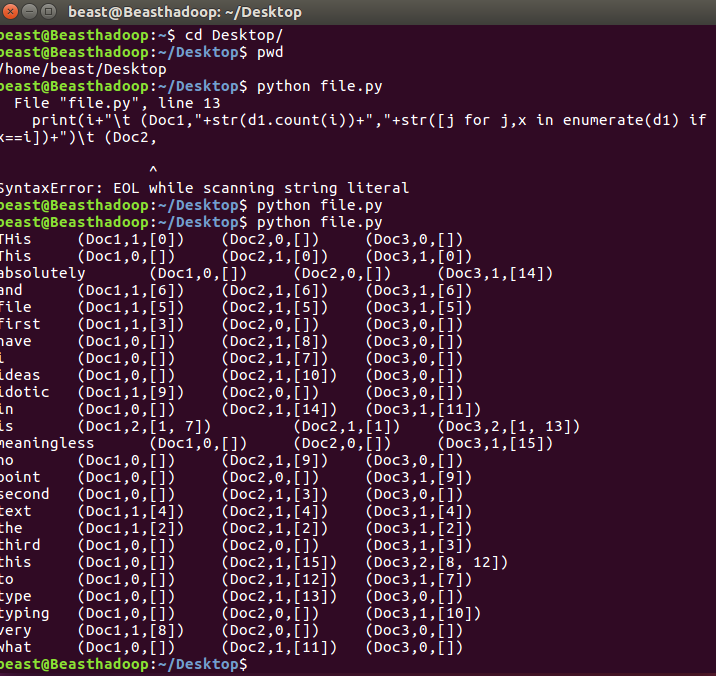 beast@Beasthadoop: ~/Desktop
beast@Beasthadoop:~$ cd Desktop/
beast@Beasthadoop:~/Desktop$ pwd
/home/beast/Desktop
beast@Beasthadoop:~/Desktop$ python file.py
  File "file.py", line 13
    print(i+"\t (Doc1,"+str(d1.count(i))+","+str([j for j,x in enumerate(d1) if
x==i])+")\t (Doc2,
^
SyntaxError: EOL while scanning string literal
beast@Beasthadoop:~/Desktop$ python file.py
beast@Beasthadoop:~/Desktop$ python file.py
THis	(Doc1,1,[0])	(Doc2,0,[])	(Doc3,0,[])
This	(Doc1,0,[])	(Doc2,1,[0])	(Doc3,1,[0])
absolutely	(Doc1,0,[])	(Doc2,0,[])	(Doc3,1,[14])
and	(Doc1,1,[6])	(Doc2,1,[6])	(Doc3,1,[6])
file	(Doc1,1,[5])	(Doc2,1,[5])	(Doc3,1,[5])
first	(Doc1,1,[3])	(Doc2,0,[])	(Doc3,0,[])
have	(Doc1,0,[])	(Doc2,1,[8])	(Doc3,0,[])
i	(Doc1,0,[])	(Doc2,1,[7])	(Doc3,0,[])
ideas	(Doc1,0,[])	(Doc2,1,[10])	(Doc3,0,[])
idotic	(Doc1,1,[9])	(Doc2,0,[])	(Doc3,0,[])
in	(Doc1,0,[])	(Doc2,1,[14])	(Doc3,1,[11])
is	(Doc1,2,[1, 7])	(Doc2,1,[1])	(Doc3,2,[1, 13])
meaningless	(Doc1,0,[])	(Doc2,0,[])	(Doc3,1,[15])
no	(Doc1,0,[])	(Doc2,1,[9])	(Doc3,0,[])
point	(Doc1,0,[])	(Doc2,0,[])	(Doc3,1,[9])
second	(Doc1,0,[])	(Doc2,1,[3])	(Doc3,0,[])
text	(Doc1,1,[4])	(Doc2,1,[4])	(Doc3,1,[4])
the	(Doc1,1,[2])	(Doc2,1,[2])	(Doc3,1,[2])
third	(Doc1,0,[])	(Doc2,0,[])	(Doc3,1,[3])
this	(Doc1,0,[])	(Doc2,1,[15])	(Doc3,2,[8, 12])
to	(Doc1,0,[])	(Doc2,1,[12])	(Doc3,1,[7])
type	(Doc1,0,[])	(Doc2,1,[13])	(Doc3,0,[])
typing	(Doc1,0,[])	(Doc2,0,[])	(Doc3,1,[10])
very	(Doc1,1,[8])	(Doc2,0,[])	(Doc3,0,[])
what	(Doc1,0,[])	(Doc2,1,[11])	(Doc3,0,[])
beast@Beasthadoop:~/Desktop$